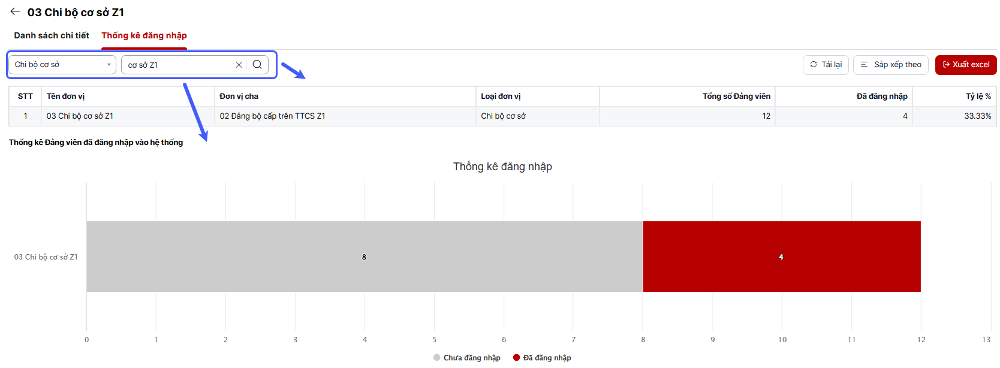 03 Chi bộ cơ sở Z1
Danh sách chi tiết Thống kê đăng nhập
Chi bộ cơ sở cơ sở Z1 Tải lại Sắp xếp theo Xuất excel
STT Tên đơn vị Đơn vị cha Loại đơn vị Tổng số Đảng viên Đã đăng nhập Tỷ lệ %
1 03 Chi bộ cơ sở Z1 02 Đảng bộ cấp trên TTCS Z1 Chi bộ cơ sở 12 4 33.33%
Thống kê Đảng viên đã đăng nhập vào hệ thống
Thống kê đăng nhập
03 Chi bộ cơ sở Z1 8 4
0 1 2 3 4 5 6 7 8 9 10 11 12 13
Chưa đăng nhập Đã đăng nhập